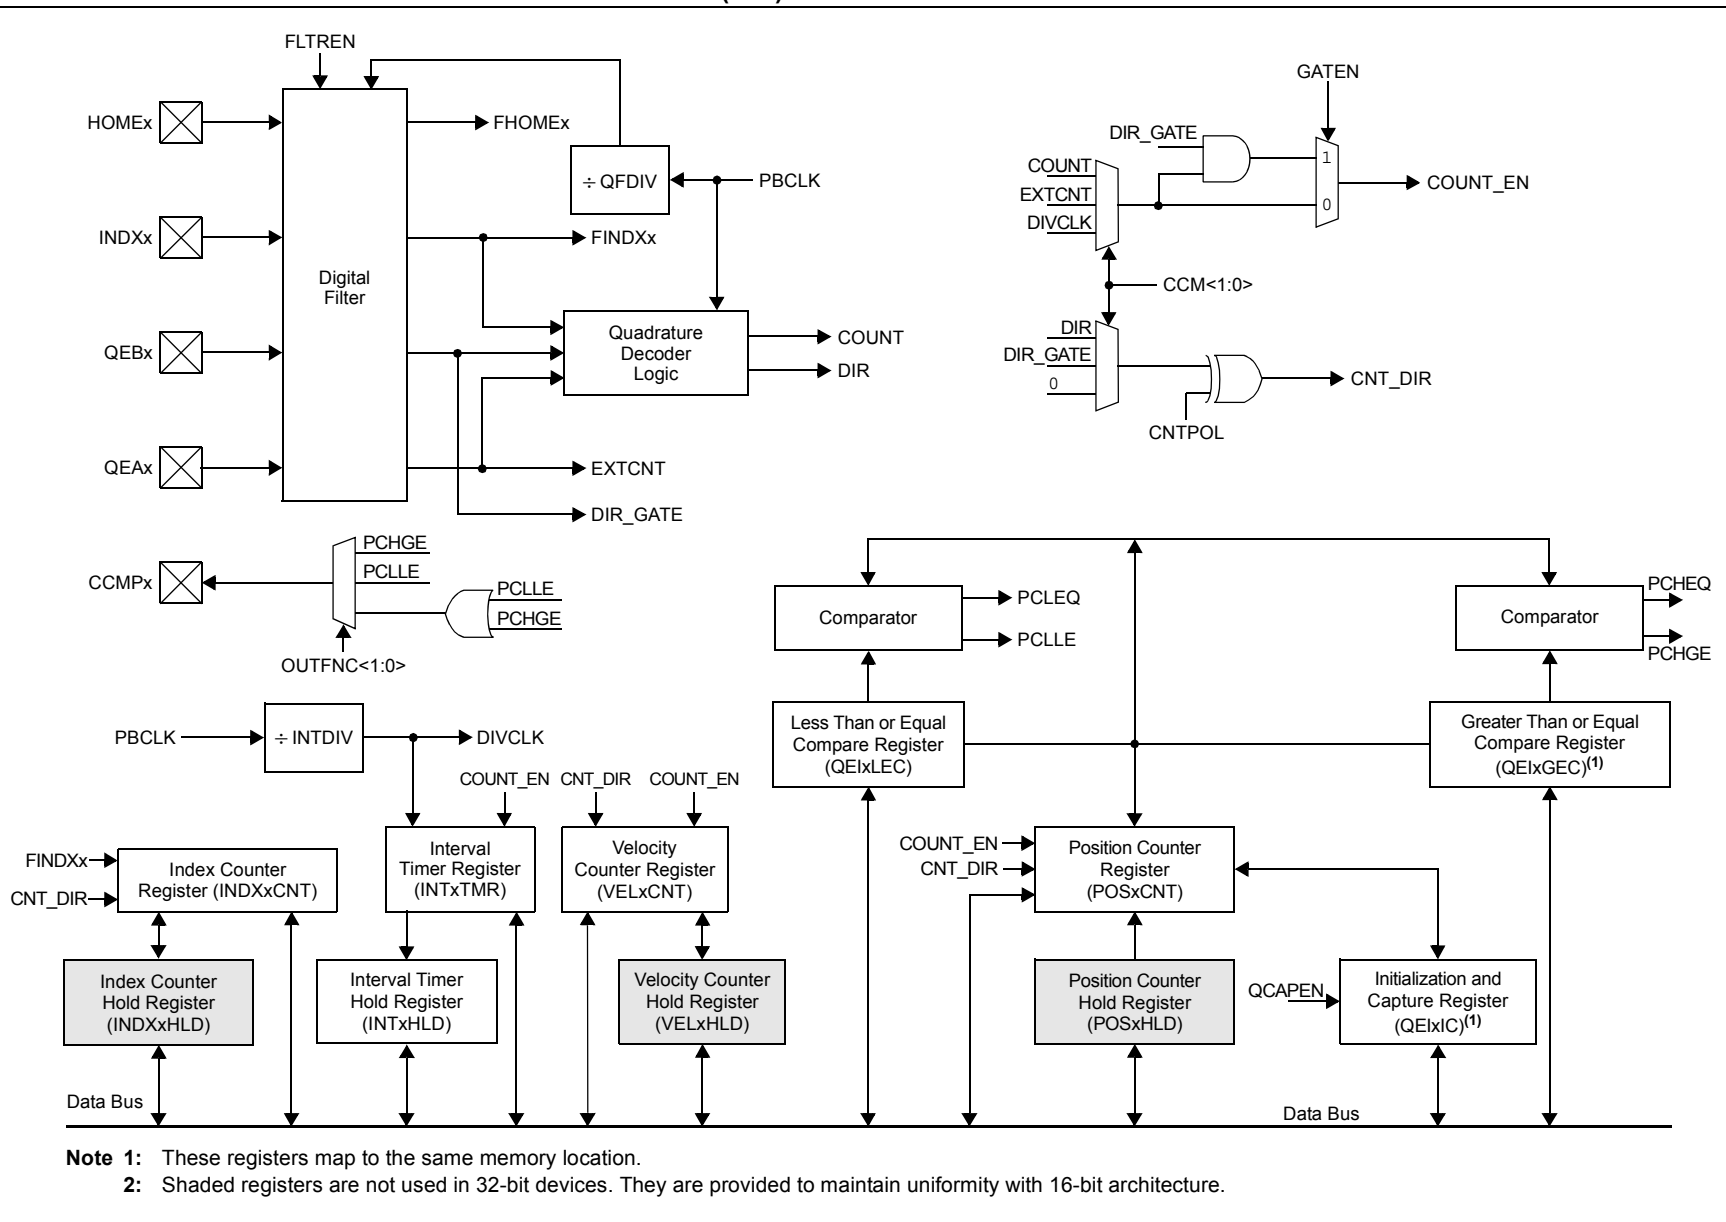 FLTREN
HOMEx
FHOMEx
÷ QFDIV
PBCLK
INDXx
FINDXx
Digital
Filter
QEBx
Quadrature
Decoder
Logic
COUNT
DIR
QEAx
EXTCNT
DIR_GATE
GATEN
DIR_GATE
COUNT
EXTCNT
DIVCLK
1
0
COUNT_EN
CCM<1:0>
DIR
DIR_GATE
0
CNT_DIR
CNTPOL
CCMPx
PCHGE
PCLLE
PCLLE
PCHGE
OUTFNC<1:0>
Comparator
PCLEQ
PCLLE
Comparator
PCHEQ
PCHGE
PBCLK
÷ INTDIV
DIVCLK
Less Than or Equal
Compare Register
(QEIxLEC)
Greater Than or Equal
Compare Register
(QEIxGEC)(1)
COUNT_EN
CNT_DIR
COUNT_EN
FINDXx
CNT_DIR
Index Counter
Register (INDXxCNT)
Interval
Timer Register
(INTxTMR)
Velocity
Counter Register
(VELxCNT)
COUNT_EN
CNT_DIR
Position Counter
Register
(POSxCNT)
Index Counter
Hold Register
(INDXxHLD)
Interval Timer
Hold Register
(INTxHLD)
Velocity Counter
Hold Register
(VELxHLD)
Position Counter
Hold Register
(POSxHLD)
QCAPEN
Initialization and
Capture Register
(QEIxIC)(1)
Data Bus
Data Bus
Note 1: These registers map to the same memory location.
2: Shaded registers are not used in 32-bit devices. They are provided to maintain uniformity with 16-bit architecture.